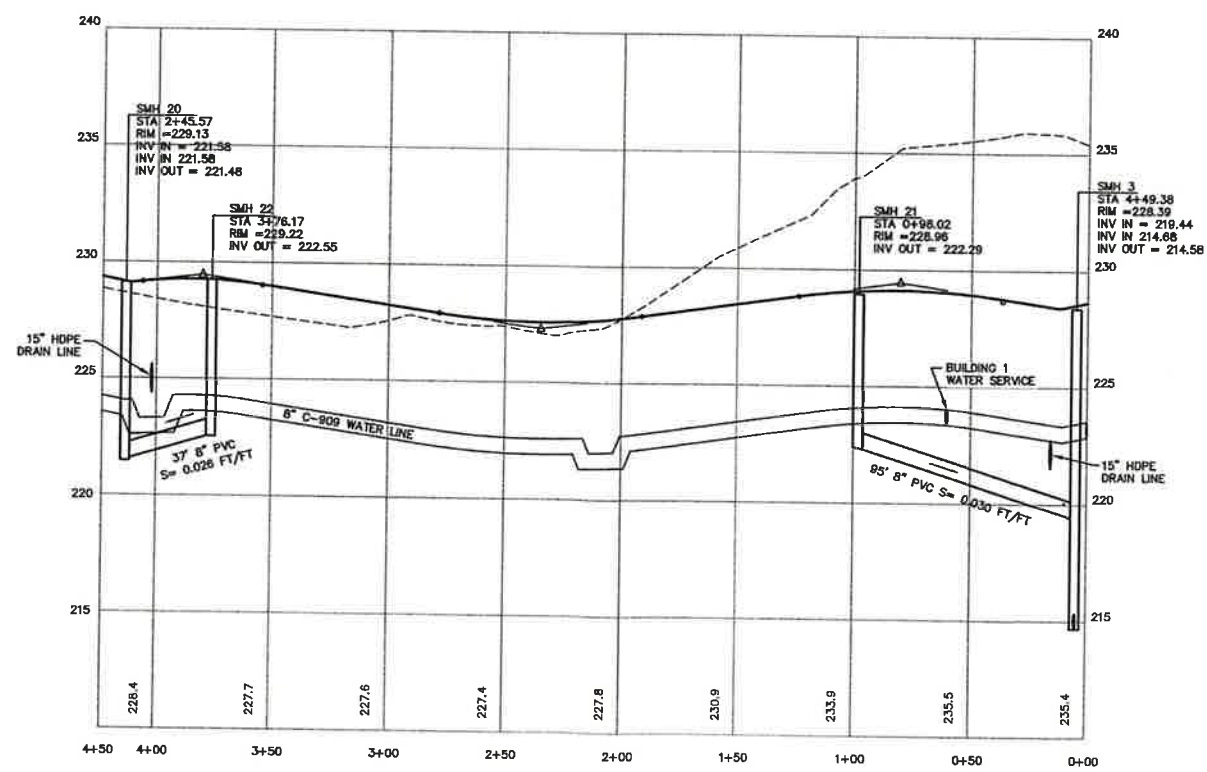 240
240
SMH 20
STA 2+45.57
RIM =229.13
INV IN = 221.58
INV IN 221.58
INV OUT = 221.48
235
235
SMH 22
STA 3+76.17
RIM =229.22
INV OUT = 222.55
SMH 21
STA 0+98.02
RIM =228.96
INV OUT = 222.29
SMH 3
STA 4+49.38
RIM =228.39
INV IN = 219.44
INV IN 214.68
INV OUT = 214.58
230
230
15" HDPE
DRAIN LINE
BUILDING 1
WATER SERVICE
225
225
8" C-909 WATER LINE
37' 8" PVC
S= 0.026 FT/FT
95' 8" PVC S= 0.030 FT/FT
15" HDPE
DRAIN LINE
220
220
215
215
228.4
227.7
227.6
227.4
227.8
230.9
233.9
235.5
235.4
4+50
4+00
3+50
3+00
2+50
2+00
1+50
1+00
0+50
0+00